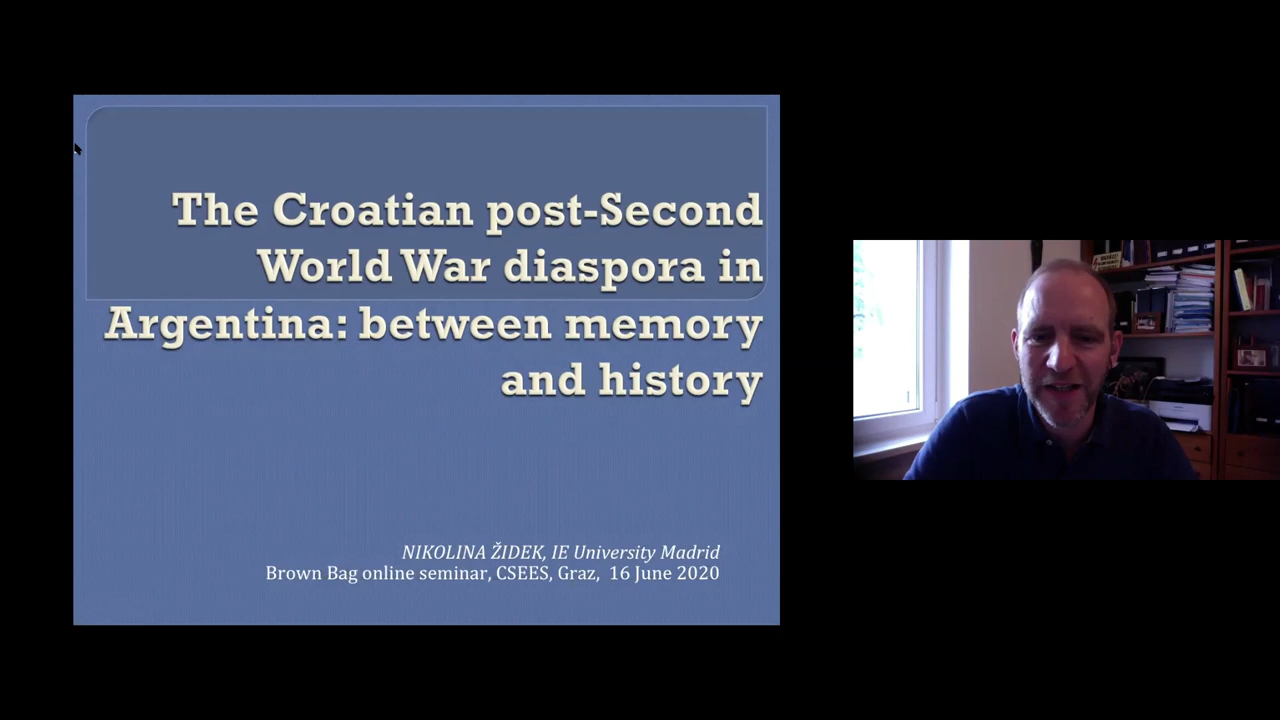 The Croatian post-Second
World War diaspora in
Argentina: between memory
and history
NIKOLINA ŽIDEK, IE University Madrid
Brown Bag online seminar, CSEES, Graz, 16 June 2020